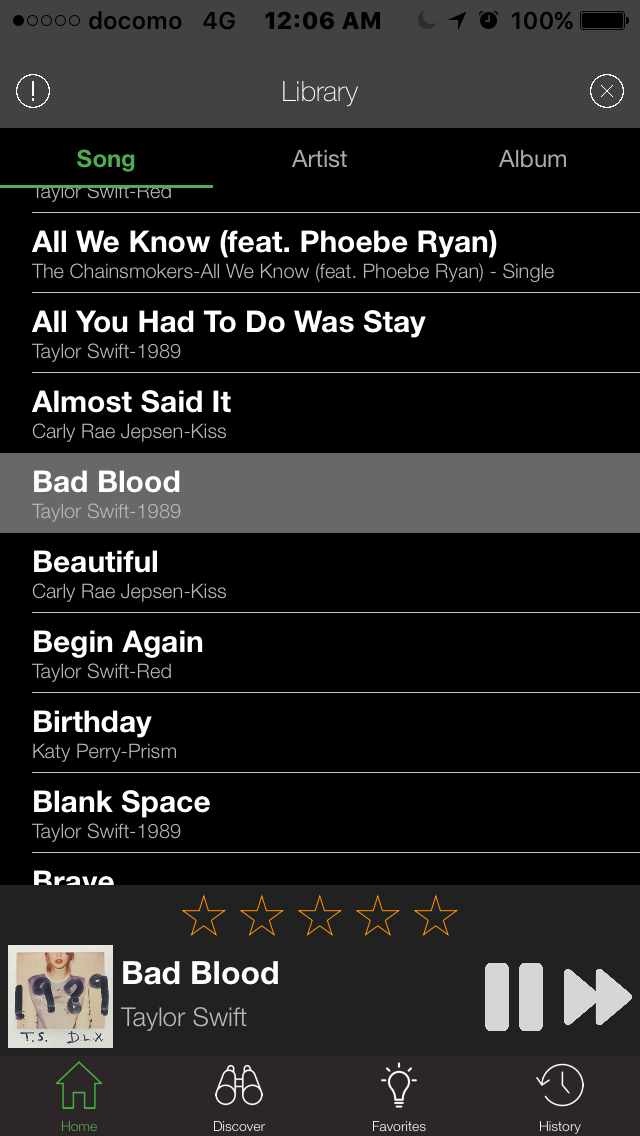 docomo 4G 12:06 AM 100%
Library
Song Artist Album
Taylor Swift-Red
All We Know (feat. Phoebe Ryan)
The Chainsmokers-All We Know (feat. Phoebe Ryan) - Single
All You Had To Do Was Stay
Taylor Swift-1989
Almost Said It
Carly Rae Jepsen-Kiss
Bad Blood
Taylor Swift-1989
Beautiful
Carly Rae Jepsen-Kiss
Begin Again
Taylor Swift-Red
Birthday
Katy Perry-Prism
Blank Space
Taylor Swift-1989
Brave
1989
T.S. DLX
Bad Blood
Taylor Swift
Home Discover Favorites History